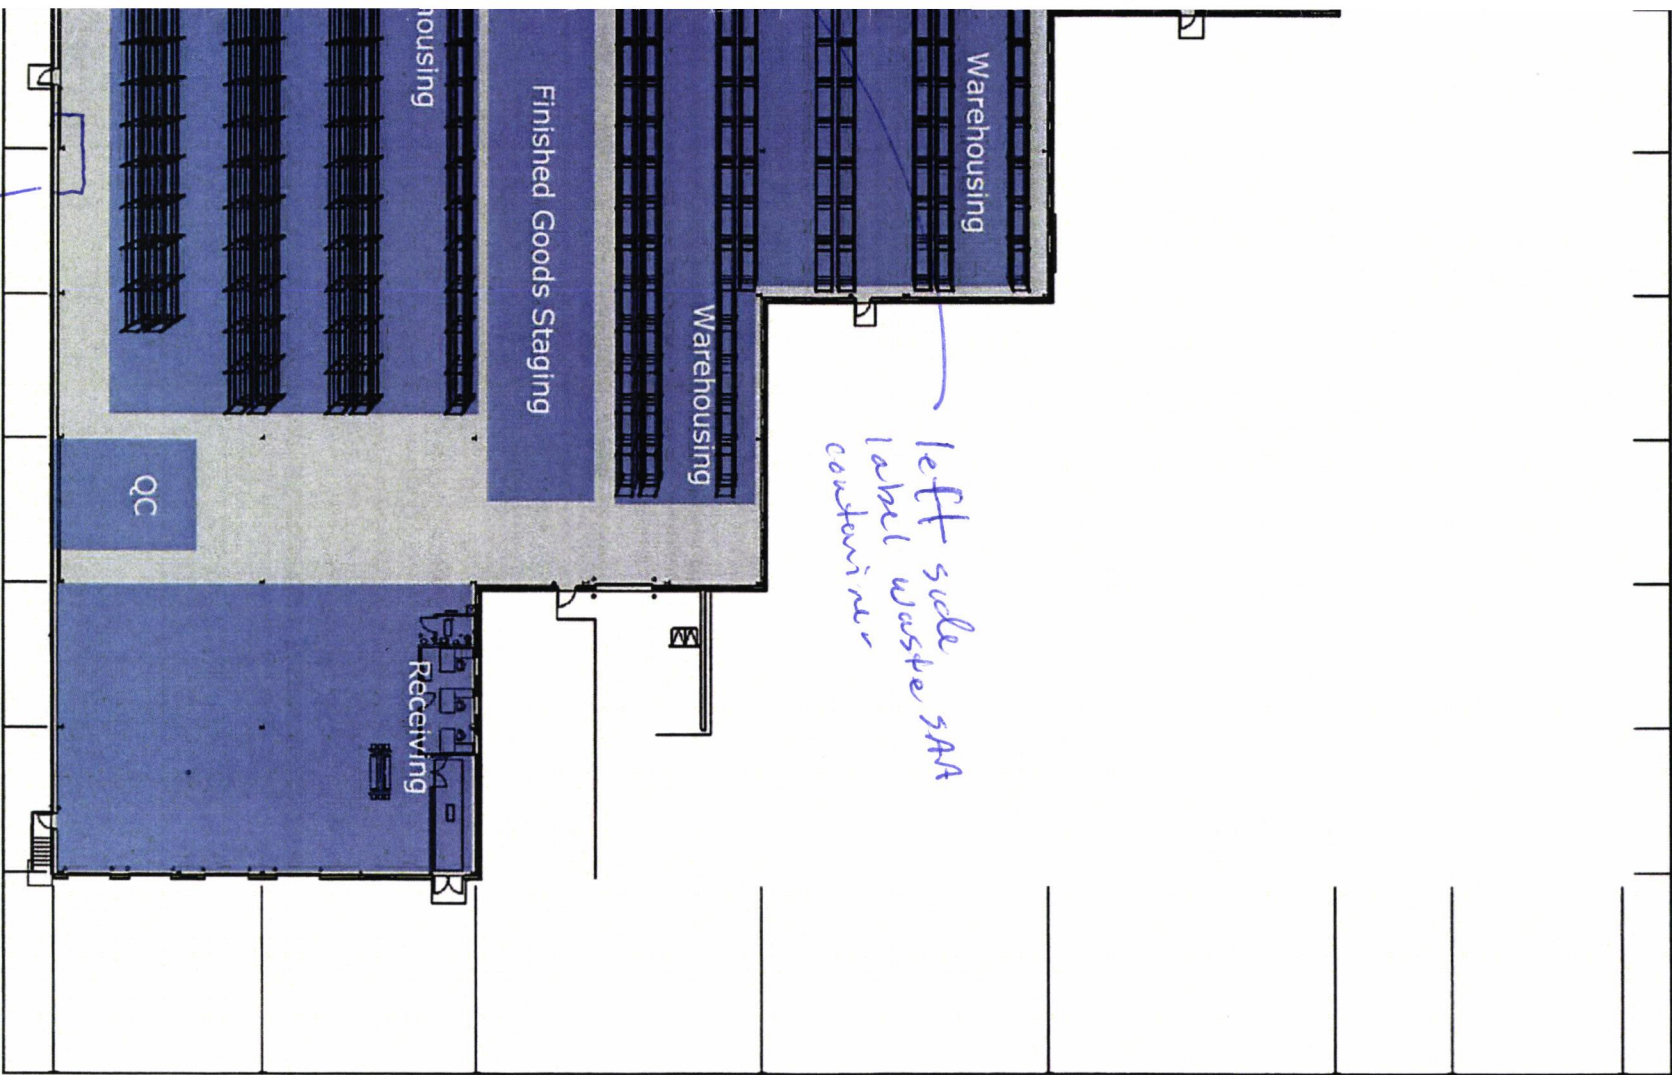 housing
Finished Goods Staging
Warehousing
Warehousing
QC
Receiving
left side
label waste SAA
container